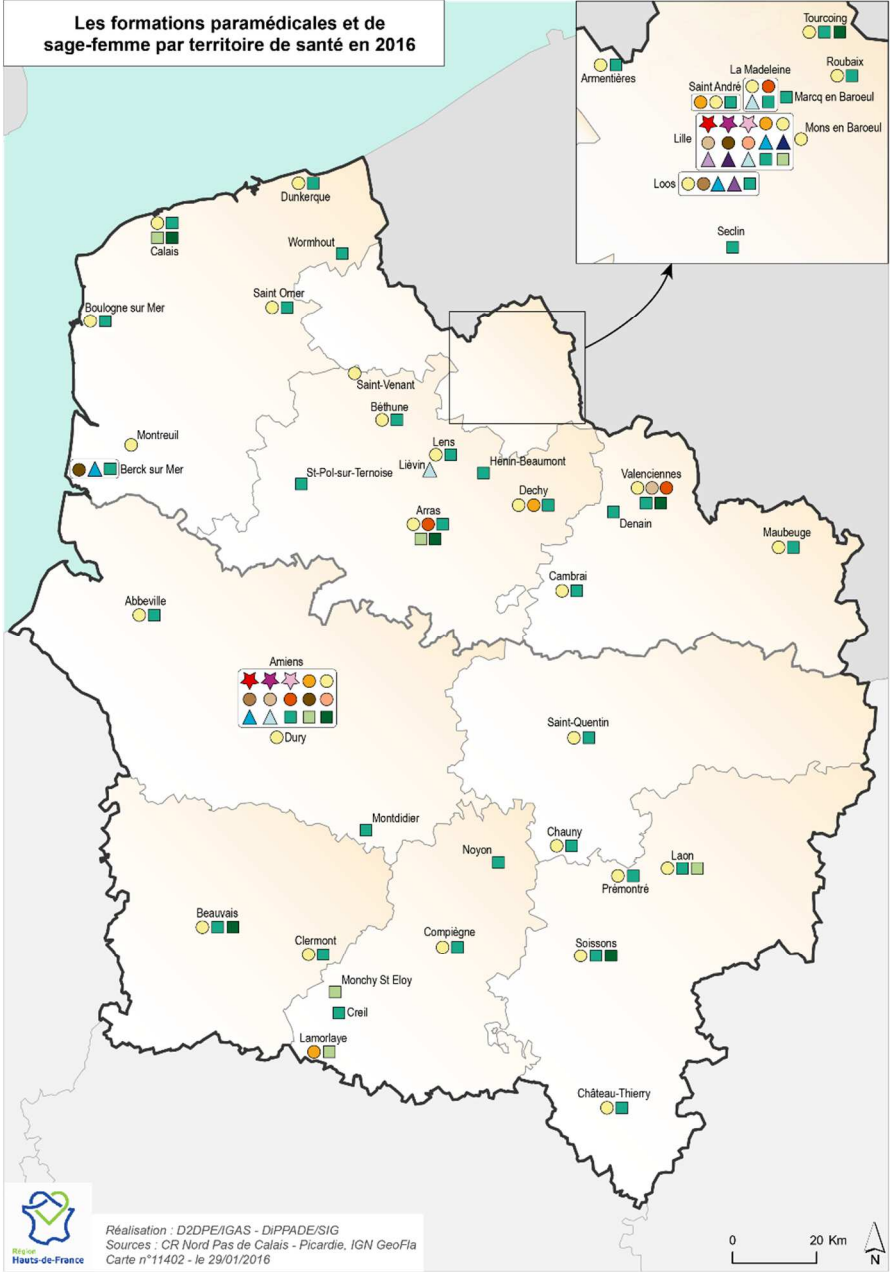 Les formations paramédicales et de
sage-femme par territoire de santé en 2016
Tourcoing
Armentières
Roubaix
La Madeleine
Saint André
Marcq en Baroeul
Mons en Baroeul
Lille
Loos
Seclin
Dunkerque
Calais
Wormhout
Saint Omer
Boulogne sur Mer
Saint-Venant
Béthune
Montreuil
Berck sur Mer
Lens
Liévin
Hénin-Beaumont
St-Pol-sur-Ternoise
Dechy
Valenciennes
Denain
Arras
Maubeuge
Cambrai
Abbeville
Amiens
Dury
Saint-Quentin
Montdidier
Chauny
Noyon
Laon
Prémontré
Beauvais
Clermont
Compiègne
Soissons
Monchy St Eloy
Creil
Lamorlaye
Château-Thierry
Région
Hauts-de-France
Réalisation : D2DPE/IGAS - DiPPADE/SIG
Sources : CR Nord Pas de Calais - Picardie, IGN GeoFla
Carte n°11402 - le 29/01/2016
0 20 Km
N